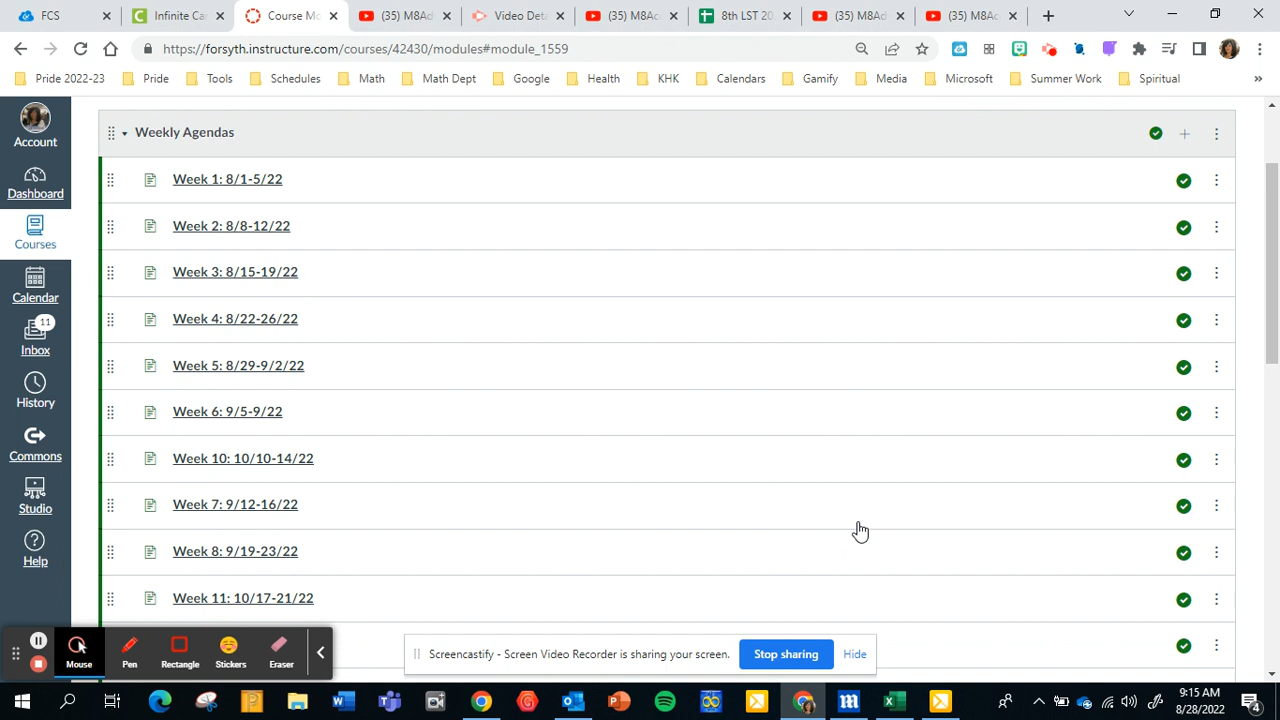 FCS
Infinite Ca
Course Mo
(35) M8Ad
Video Deta
(35) M8Ac
8th LST 20
(35) M8Ad
(35) M8Ac
https://forsyth.instructure.com/courses/42430/modules#module_1559
Pride 2022-23 Pride Tools Schedules Math Math Dept Google Health KHK Calendars Gamify Media Microsoft Summer Work Spiritual »
Account
Dashboard
Courses
Calendar
11
Inbox
History
Commons
Studio
Help
Weekly Agendas
Week 1: 8/1-5/22
Week 2: 8/8-12/22
Week 3: 8/15-19/22
Week 4: 8/22-26/22
Week 5: 8/29-9/2/22
Week 6: 9/5-9/22
Week 10: 10/10-14/22
Week 7: 9/12-16/22
Week 8: 9/19-23/22
Week 11: 10/17-21/22
Mouse Pen Rectangle Stickers Eraser
Screencastify - Screen Video Recorder is sharing your screen. Stop sharing Hide
9:15 AM
8/28/2022
4